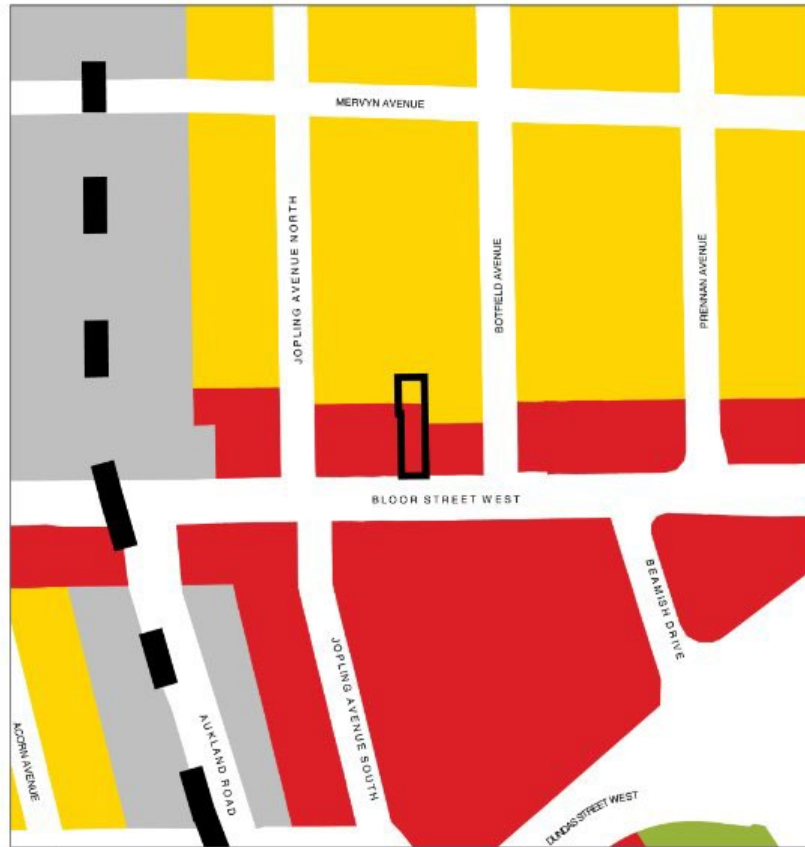 MERVYN AVENUE
JOPLING AVENUE NORTH
BOTFIELD AVENUE
PRENNAN AVENUE
BLOOR STREET WEST
BEAMISH DRIVE
JOPLING AVENUE SOUTH
AUKLAND ROAD
ACORN AVENUE
DUNDAS STREET WEST